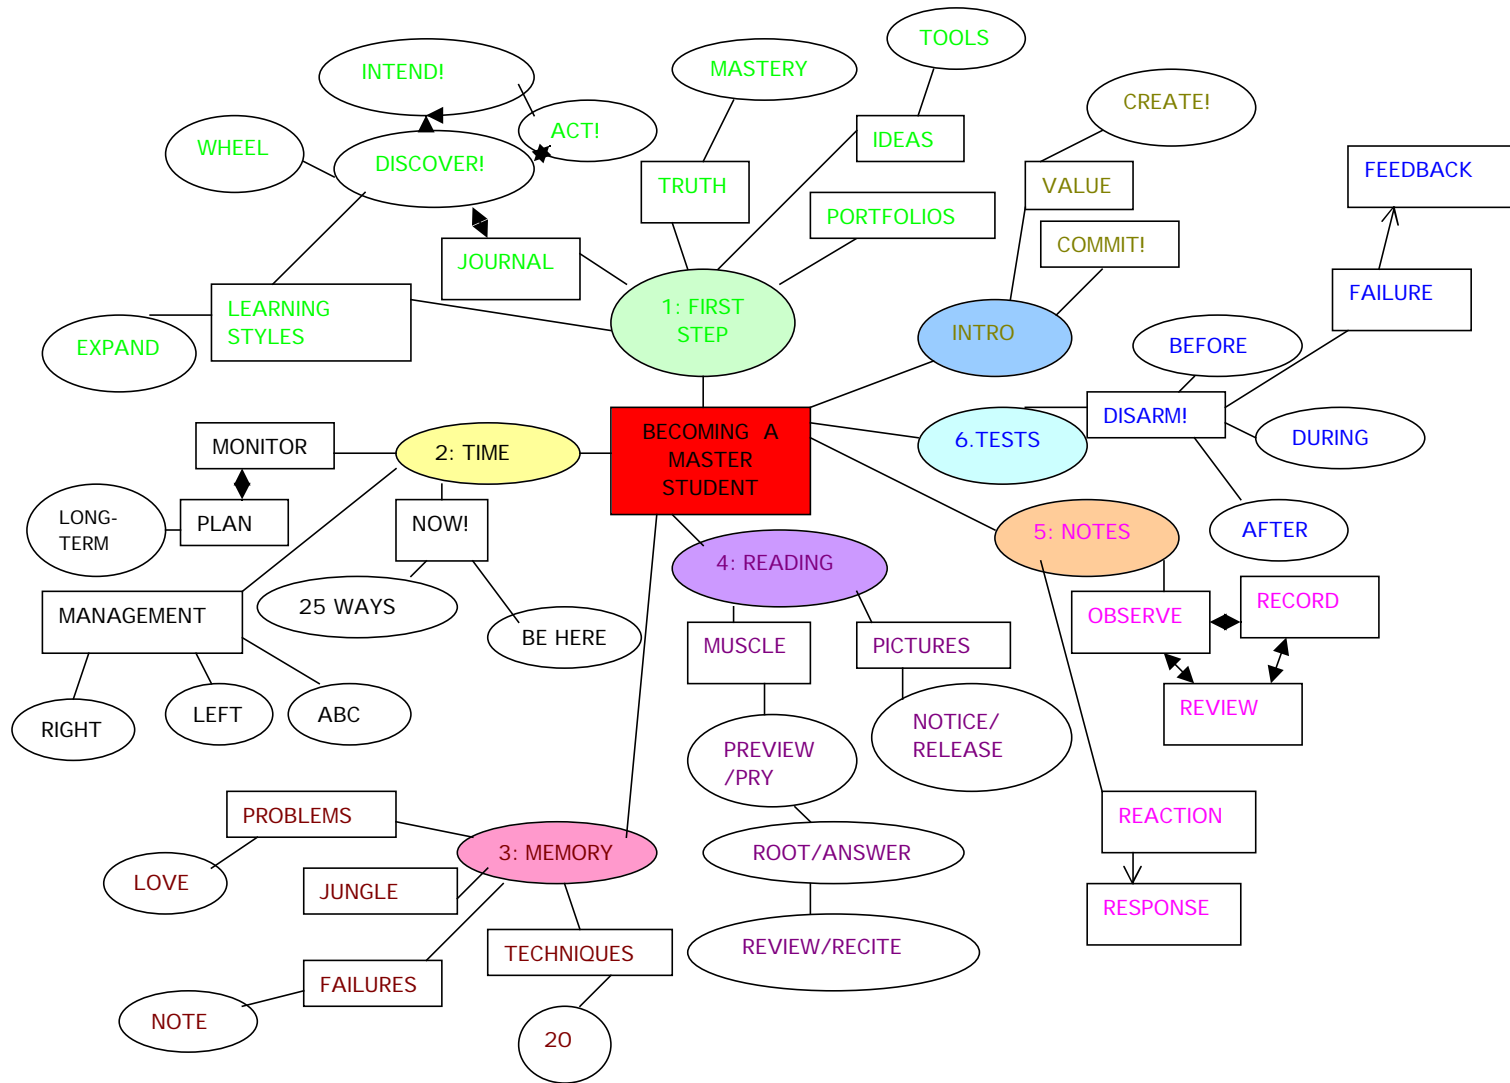 TOOLS
INTEND!
MASTERY
CREATE!
ACT!
IDEAS
WHEEL
DISCOVER!
FEEDBACK
TRUTH
VALUE
PORTFOLIOS
COMMIT!
JOURNAL
LEARNING
STYLES
1: FIRST
STEP
FAILURE
EXPAND
INTRO
BEFORE
DISARM!
BECOMING A
MASTER
STUDENT
MONITOR
2: TIME
6.TESTS
DURING
LONG-
TERM
PLAN
NOW!
5: NOTES
AFTER
4: READING
25 WAYS
RECORD
MANAGEMENT
OBSERVE
BE HERE
MUSCLE
PICTURES
REVIEW
RIGHT
LEFT
ABC
NOTICE/
RELEASE
PREVIEW
/PRY
PROBLEMS
REACTION
3: MEMORY
ROOT/ANSWER
LOVE
JUNGLE
RESPONSE
TECHNIQUES
REVIEW/RECITE
FAILURES
NOTE
20